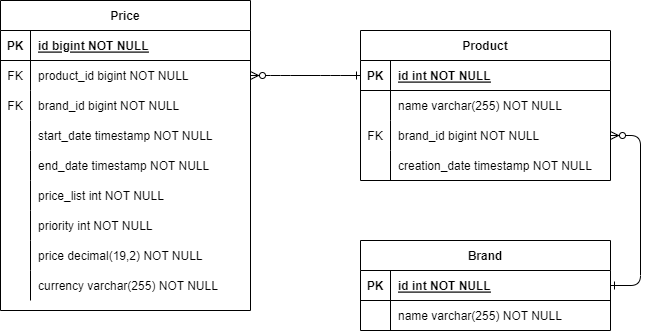 Price
PK id bigint NOT NULL
FK product_id bigint NOT NULL
FK brand_id bigint NOT NULL
start_date timestamp NOT NULL
end_date timestamp NOT NULL
price_list int NOT NULL
priority int NOT NULL
price decimal(19,2) NOT NULL
currency varchar(255) NOT NULL
Product
PK id int NOT NULL
name varchar(255) NOT NULL
FK brand_id bigint NOT NULL
creation_date timestamp NOT NULL
Brand
PK id int NOT NULL
name varchar(255) NOT NULL